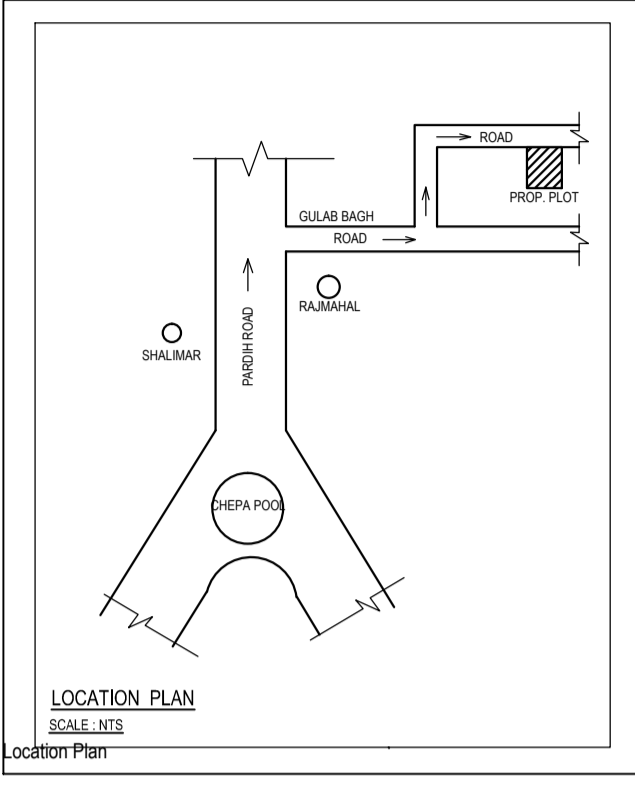 ROAD
PROP. PLOT
GULAB BAGH
ROAD
RAJMAHAL
SHALIMAR
PARDIH ROAD
CHEPA POOL
LOCATION PLAN
SCALE : NTS
Location Plan